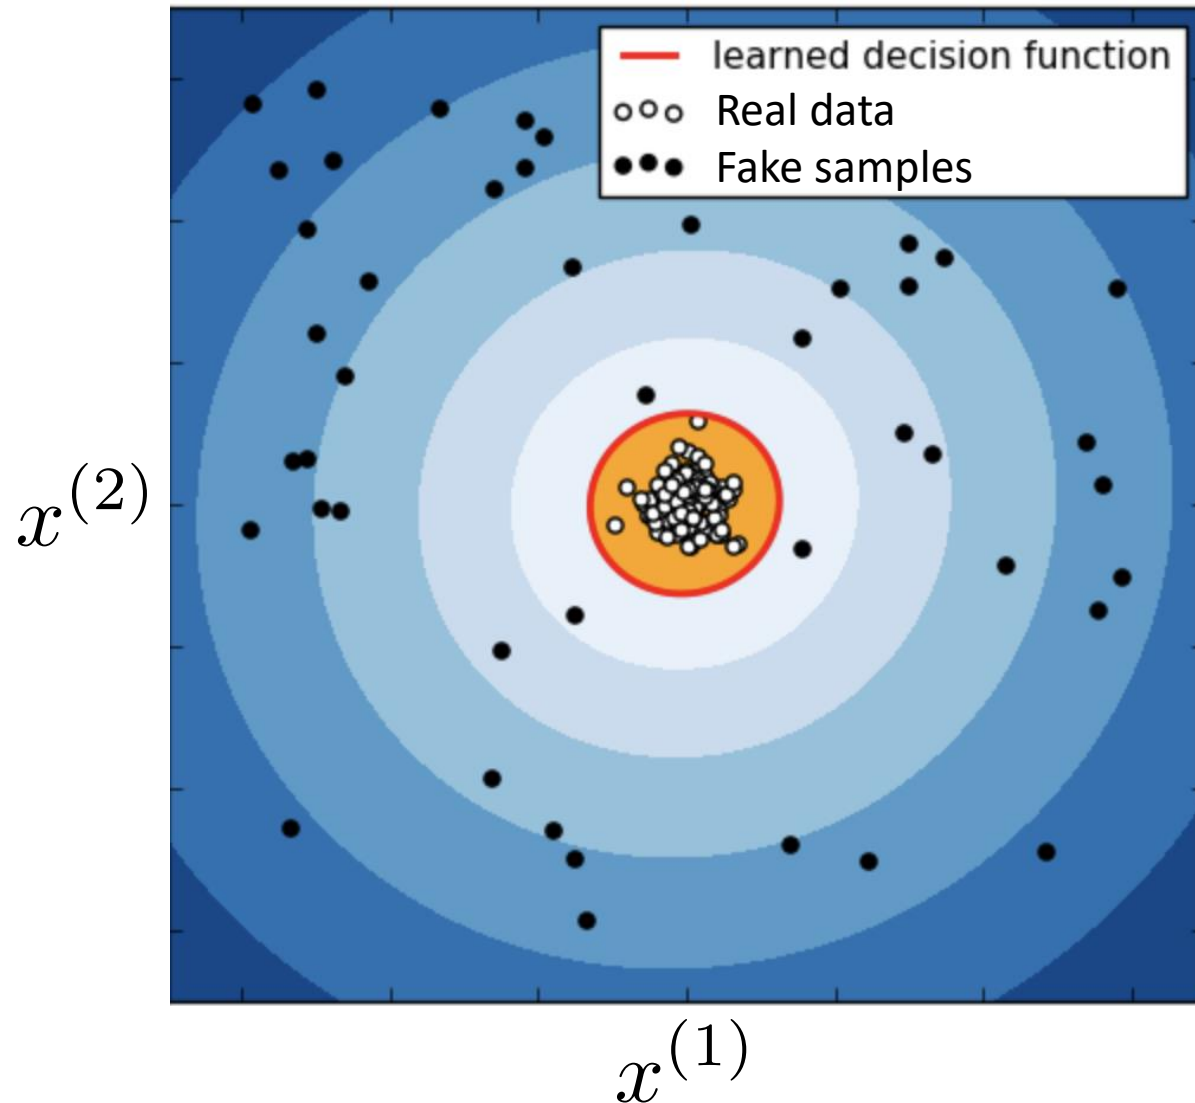 learned decision function
Real data
Fake samples
x^{(2)}
x^{(1)}